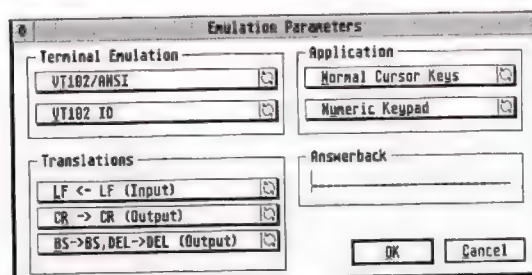 Emulation Parameters
Terminal Emulation
VT102/ANSI
VT102 ID
Application
Normal Cursor Keys
Numeric Keypad
Translations
LF <- LF (Input)
CR -> CR (Output)
BS->BS,DEL->DEL (Output)
Answerback
OK
Cancel